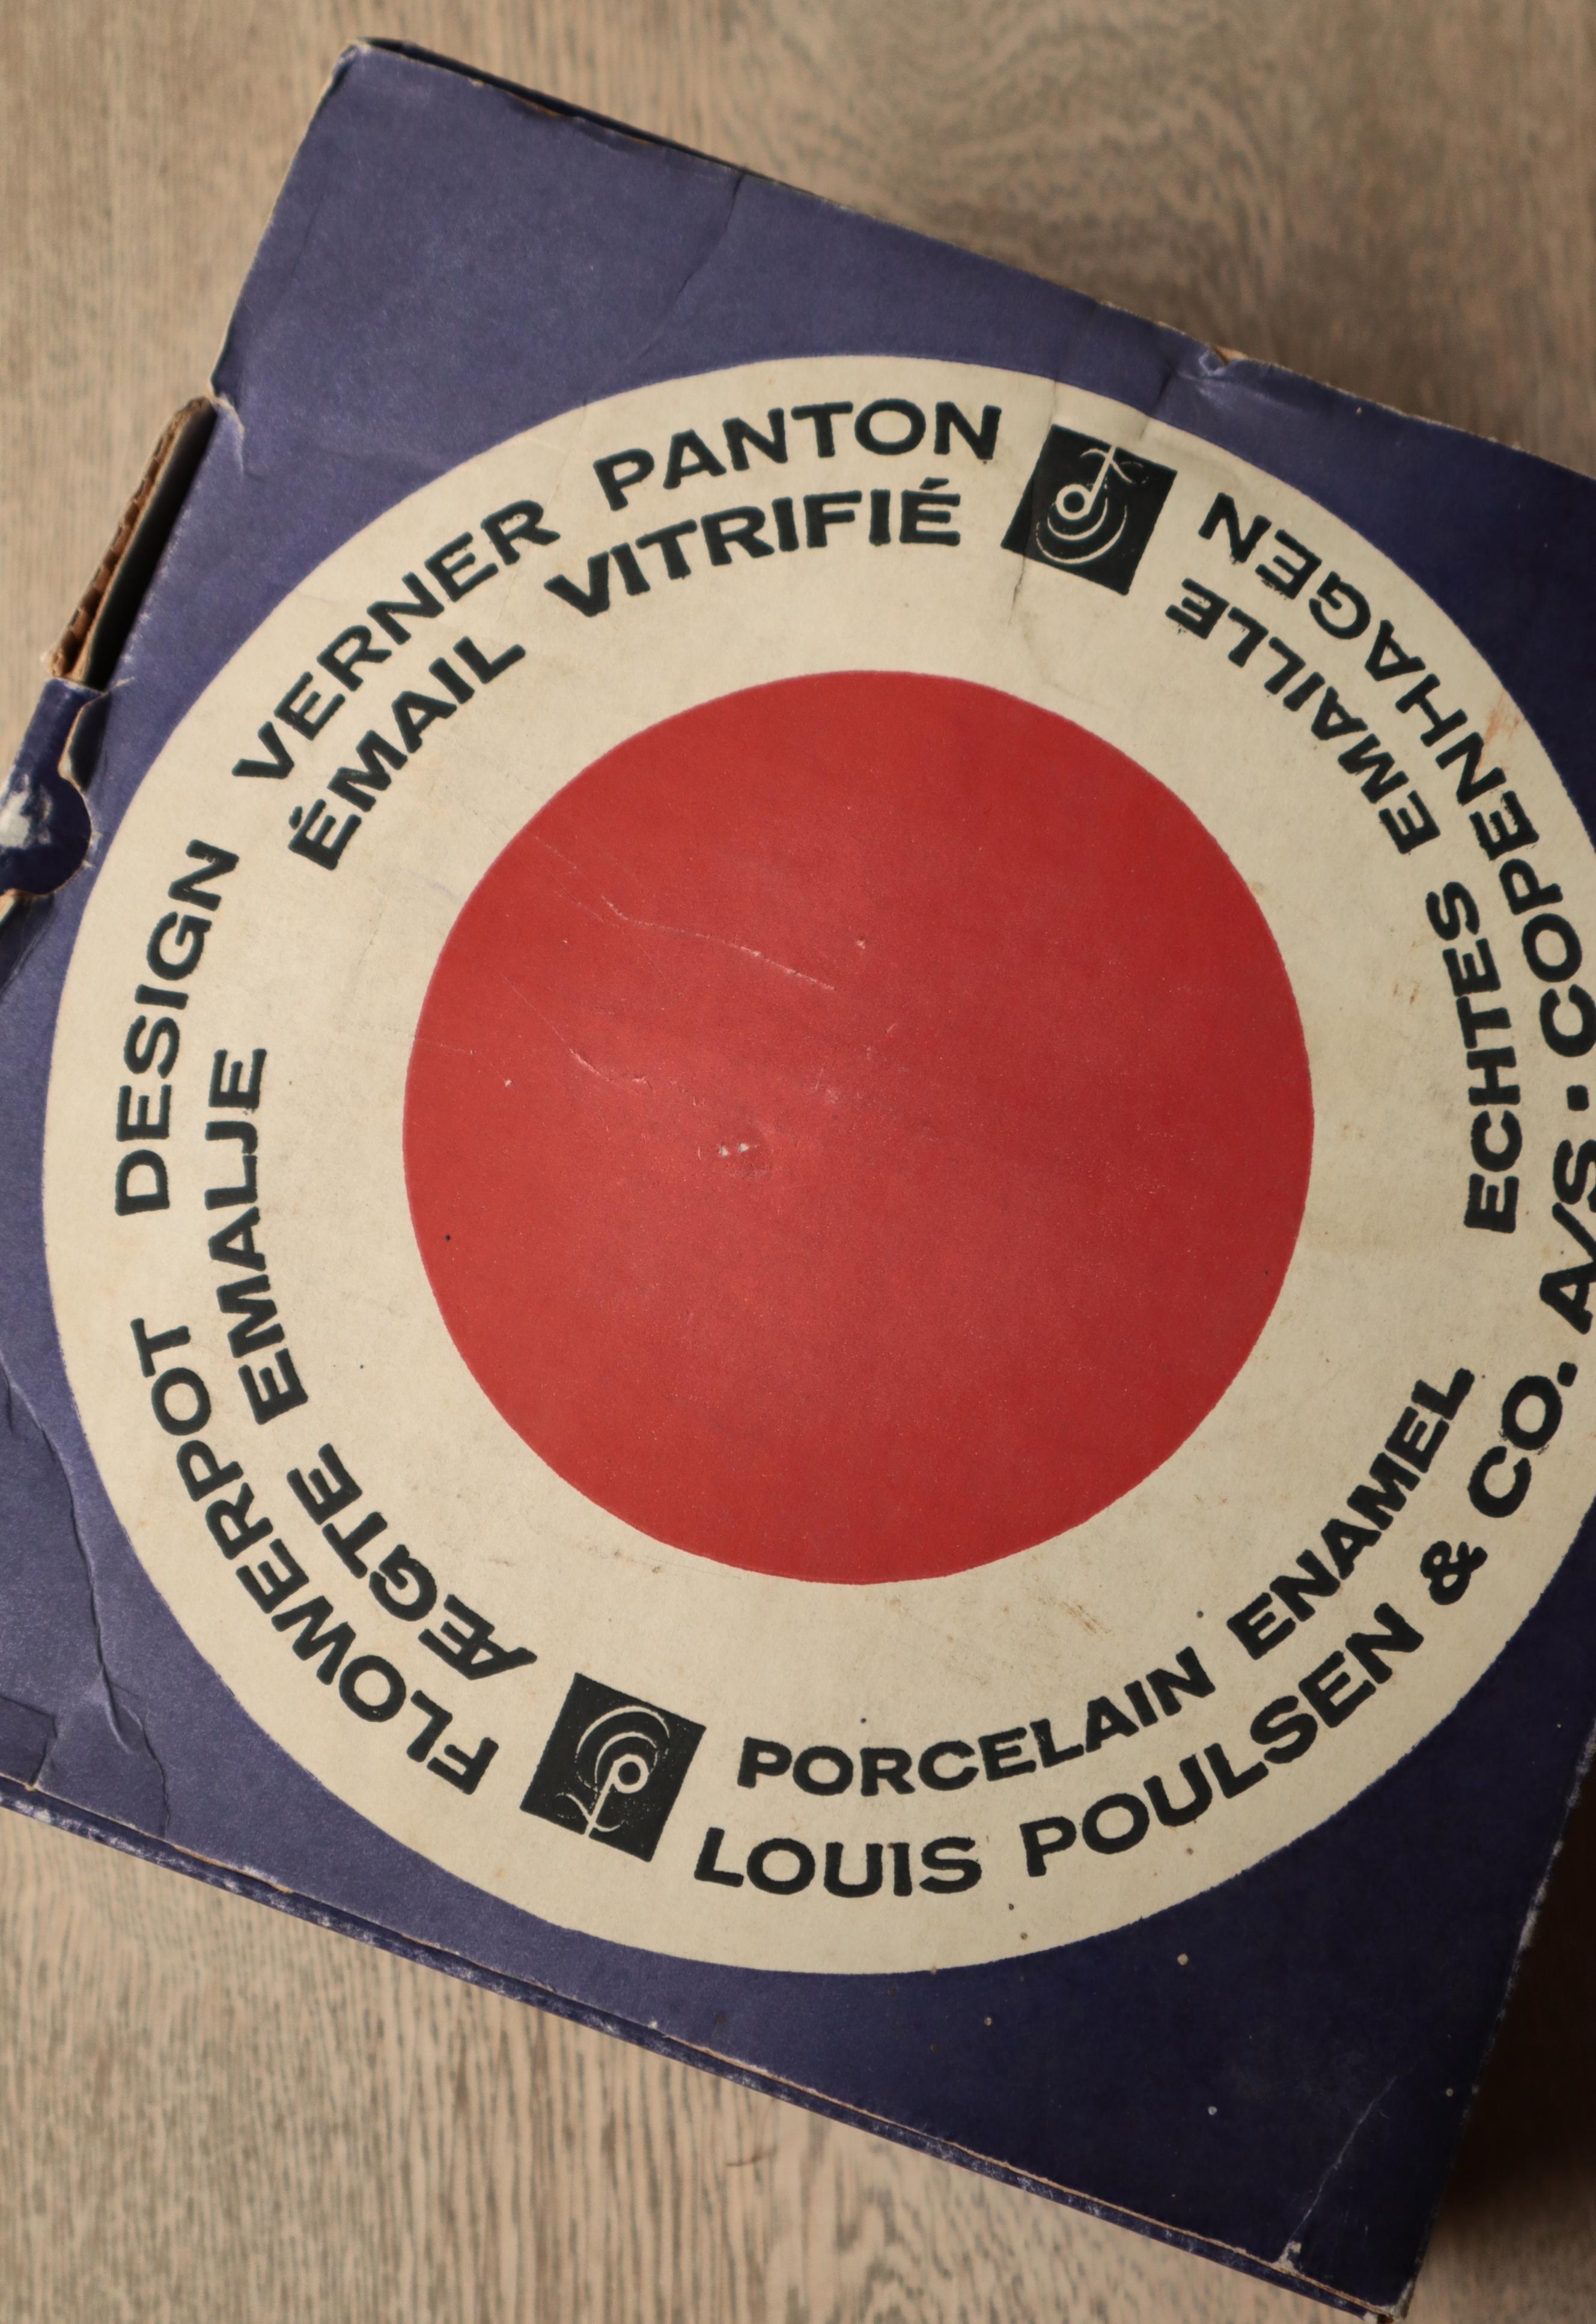 FLOWERPOT DESIGN VERNER PANTON
ÆGTE EMALJE
ÉMAIL VITRIFIÉ
LOUIS POULSEN & CO. A/S · COPENHAGEN
PORCELAIN ENAMEL
ECHTES EMAILLE